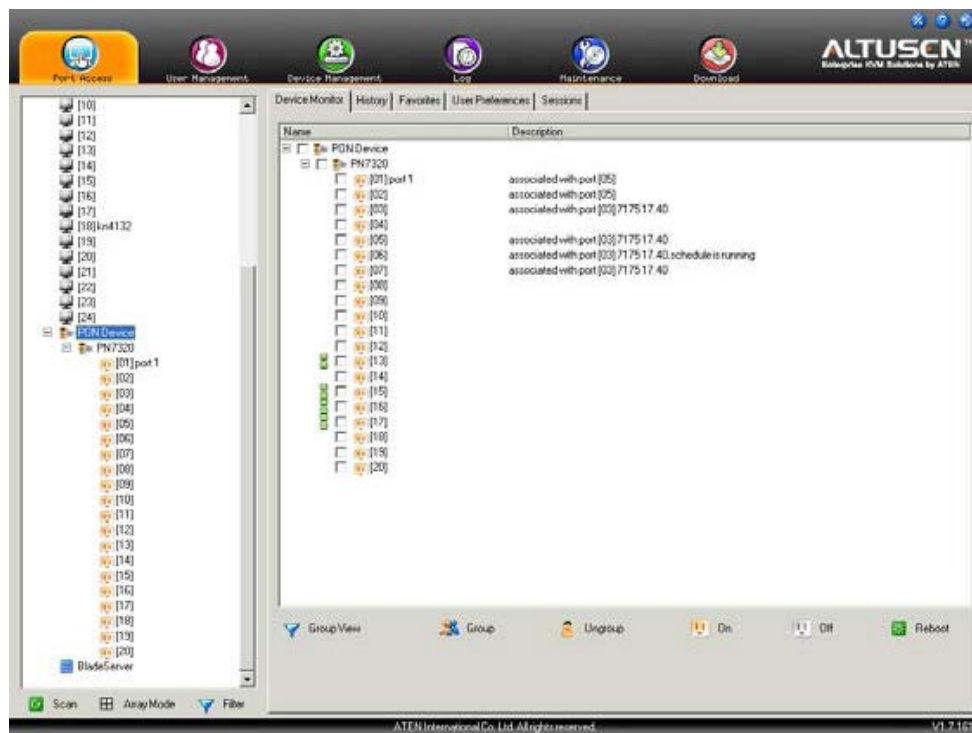 ALTUSEN™
Enterprise KVM Solutions by ATEN
Port Access
User Management
Device Management
Log
Maintenance
Download
[10]
[11]
[12]
[13]
[14]
[15]
[16]
[17]
[18]kn4132
[19]
[20]
[21]
[22]
[23]
[24]
PON Device
PN7320
[01]port 1
[02]
[03]
[04]
[05]
[06]
[07]
[08]
[09]
[10]
[11]
[12]
[13]
[14]
[15]
[16]
[17]
[18]
[19]
[20]
BladeServer
Scan
Array Mode
Filter
Device Monitor
History
Favorites
User Preferences
Sessions
Name
Description
PON Device
PN7320
[01]port 1 associated with port [05]
[02] associated with port [05]
[03] associated with port [03]717517.40
[04]
[05] associated with port [03]717517.40
[06] associated with port [03]717517.40,schedule is running
[07] associated with port [03]717517.40
[08]
[09]
[10]
[11]
[12]
[13]
[14]
[15]
[16]
[17]
[18]
[19]
[20]
Group View
Group
Ungroup
On
Off
Reboot
ATEN International Co. Ltd. All rights reserved.
V1.7.161